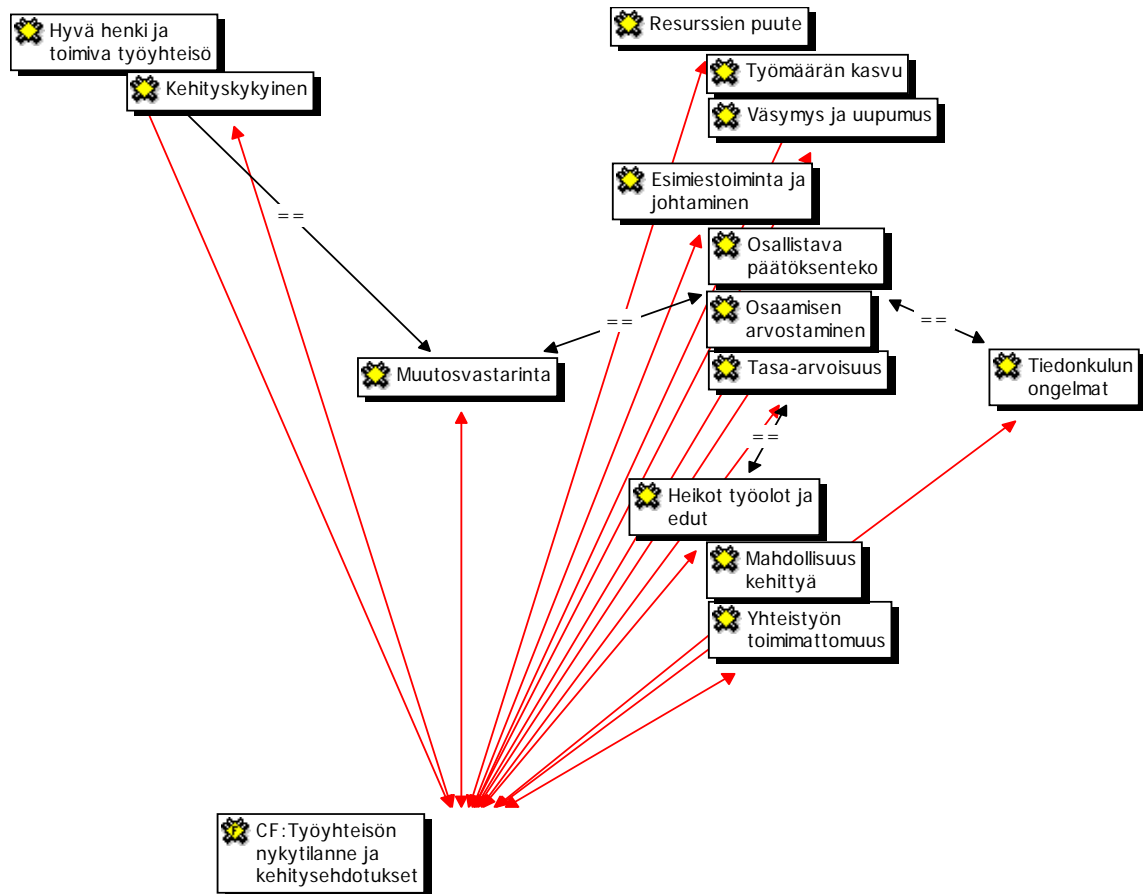 Hyvä henki ja
toimiva työyhteisö
Kehityskykyinen
Resurssien puute
Työmäärän kasvu
Väsymys ja uupumus
Esimiestoiminta ja
johtaminen
==
Osallistava
päätöksenteko
Osaamisen
arvostaminen
==
==
Muutosvastarinta
Tasa-arvoisuus
Tiedonkulun
ongelmat
==
Heikot työolot ja
edut
Mahdollisuus
kehittyä
Yhteistyön
toimimattomuus
F
CF:Työyhteisön
nykytilanne ja
kehitysehdotukset